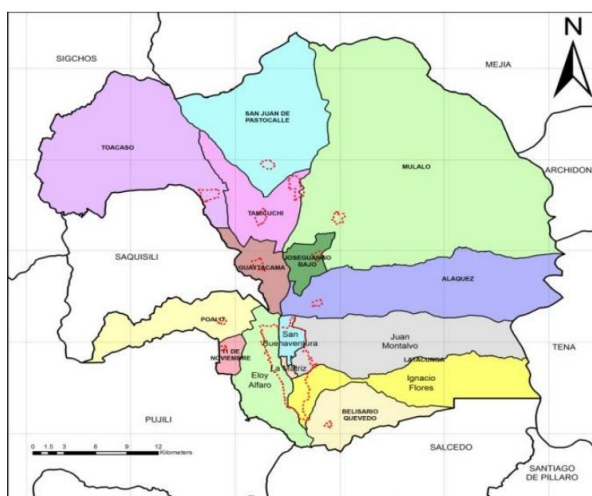 N
SIGCHOS
MEJIA
SAN JUAN DE
PASTOCALLE
TOACASO
MULALO
ARCHIDON
TANICUCHI
JOSEGUANGO
BAJO
GUAYTACAMA
SAQUISILI
ALAQUEZ
POALO
San
Buenaventura
Juan
Montalvo
TENA
11 DE
NOVIEMBRE
LATACUNGA
La Matriz
Eloy
Alfaro
Ignacio
Flores
BELISARIO
QUEVEDO
PUJILI
SALCEDO
SANTIAGO
DE PILLARO
0 1.5 3 6 9 12
Kilometers